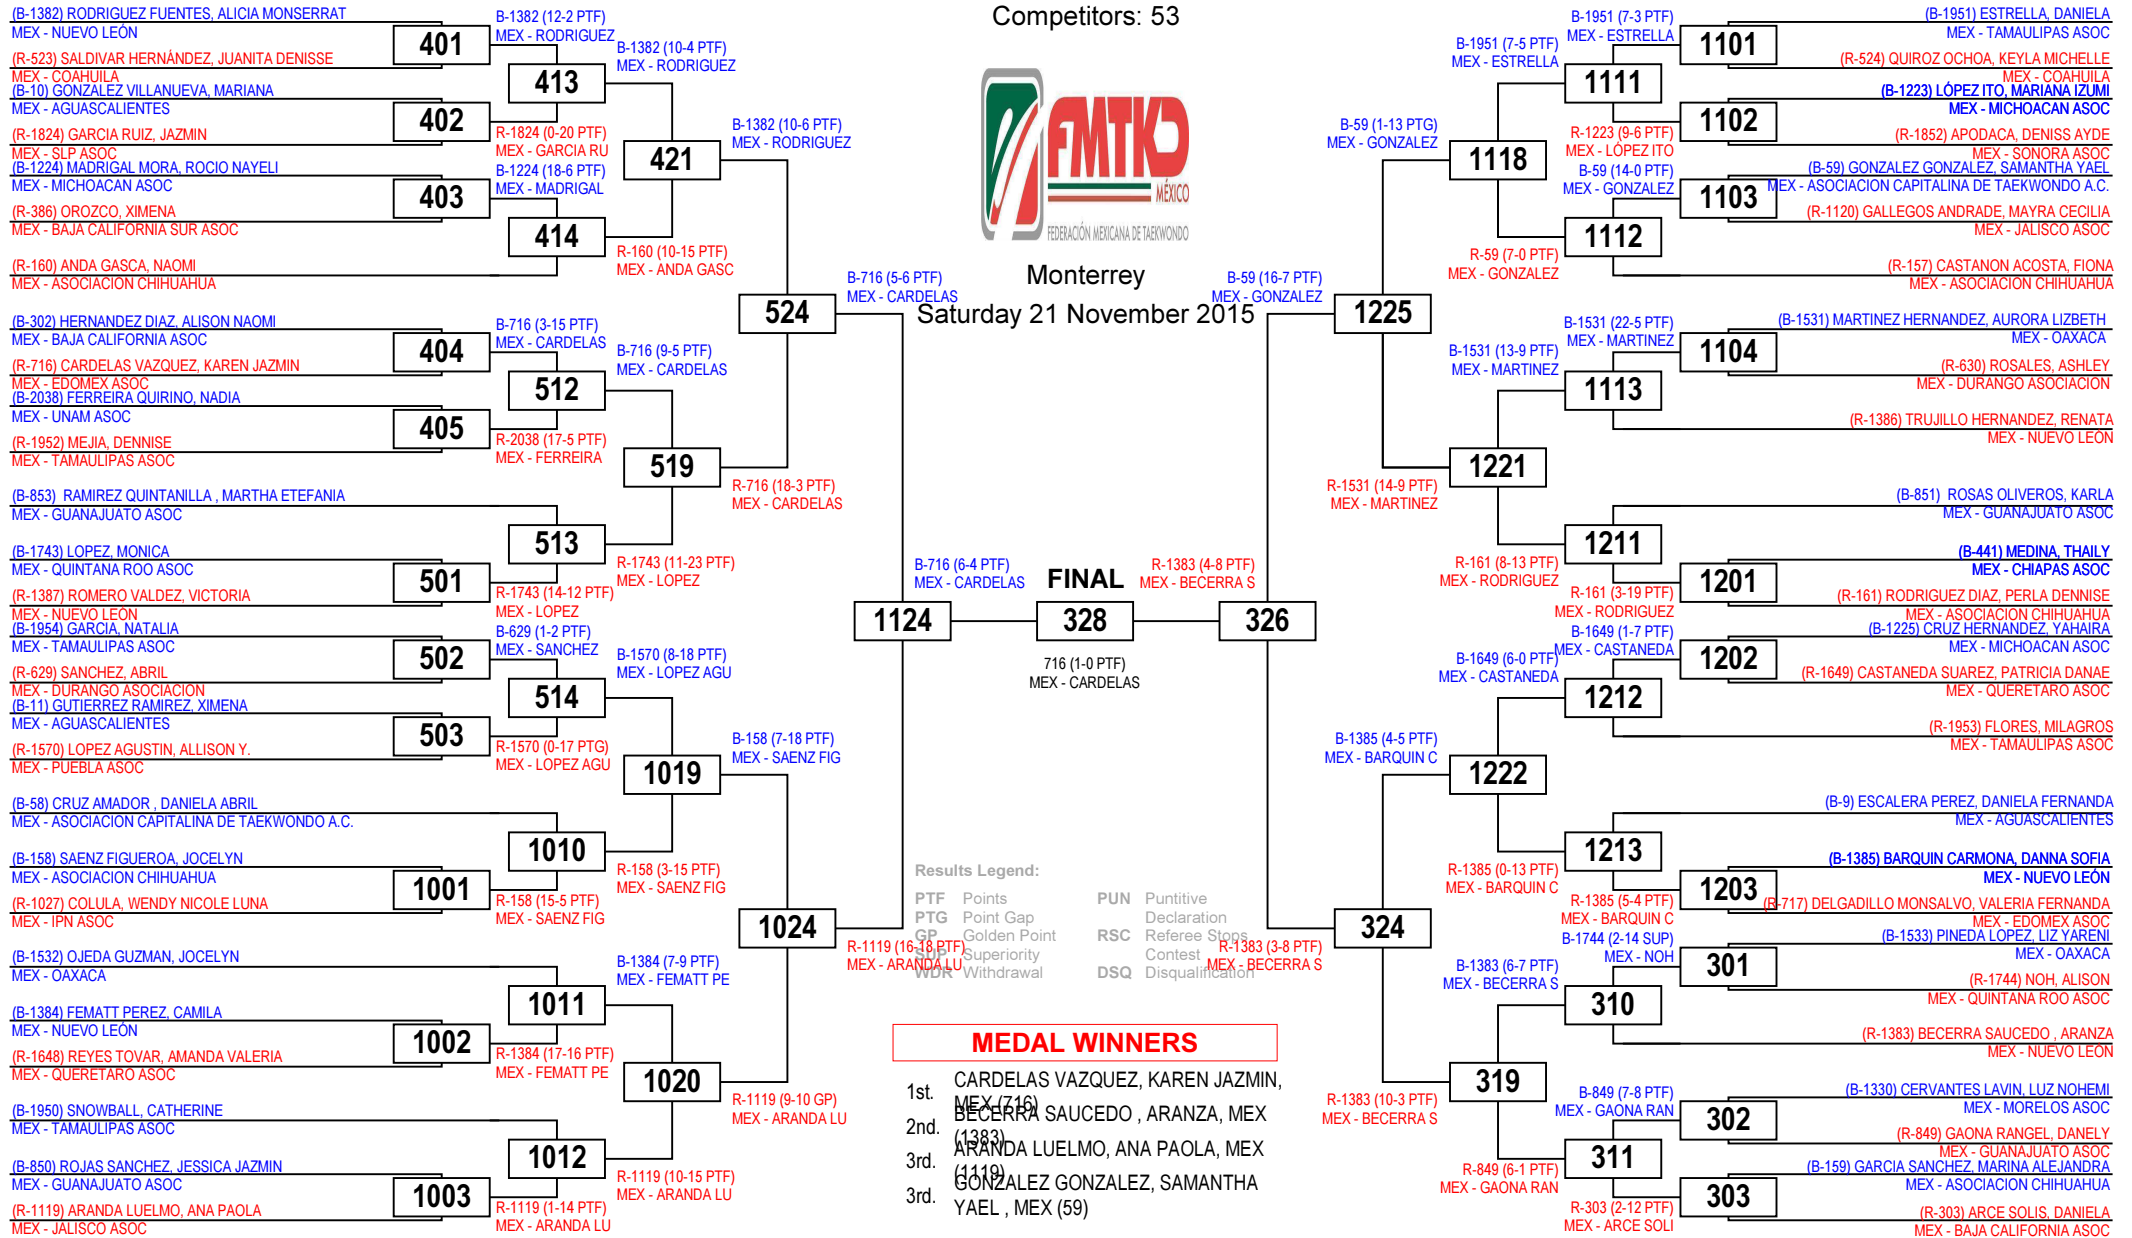 Competitors: 53
FMTKD
MÉXICO
FEDERACIÓN MEXICANA DE TAEKWONDO
Monterrey
Saturday 21 November 2015
(B-1382) RODRIGUEZ FUENTES, ALICIA MONSERRAT
MEX - NUEVO LEÓN
401
(R-523) SALDIVAR HERNÁNDEZ, JUANITA DENISSE
MEX - COAHUILA
(B-10) GONZALEZ VILLANUEVA, MARIANA
MEX - AGUASCALIENTES
402
(R-1824) GARCIA RUIZ, JAZMIN
MEX - SLP ASOC
(B-1224) MADRIGAL MORA, ROCIO NAYELI
MEX - MICHOACAN ASOC
403
(R-386) OROZCO, XIMENA
MEX - BAJA CALIFORNIA SUR ASOC
(R-160) ANDA GASCA, NAOMI
MEX - ASOCIACION CHIHUAHUA
(B-302) HERNANDEZ DIAZ, ALISON NAOMI
MEX - BAJA CALIFORNIA ASOC
404
(R-716) CARDELAS VAZQUEZ, KAREN JAZMIN
MEX - EDOMEX ASOC
(B-2038) FERREIRA QUIRINO, NADIA
MEX - UNAM ASOC
405
(R-1952) MEJIA, DENNISE
MEX - TAMAULIPAS ASOC
(B-853) RAMIREZ QUINTANILLA , MARTHA ETEFANIA
MEX - GUANAJUATO ASOC
(B-1743) LOPEZ, MONICA
MEX - QUINTANA ROO ASOC
501
(R-1387) ROMERO VALDEZ, VICTORIA
MEX - NUEVO LEÓN
(B-1954) GARCIA, NATALIA
MEX - TAMAULIPAS ASOC
502
(R-629) SANCHEZ, ABRIL
MEX - DURANGO ASOCIACION
(B-11) GUTIERREZ RAMIREZ, XIMENA
MEX - AGUASCALIENTES
503
(R-1570) LOPEZ AGUSTIN, ALLISON Y.
MEX - PUEBLA ASOC
(B-58) CRUZ AMADOR , DANIELA ABRIL
MEX - ASOCIACION CAPITALINA DE TAEKWONDO A.C.
(B-158) SAENZ FIGUEROA, JOCELYN
MEX - ASOCIACION CHIHUAHUA
1001
(R-1027) COLULA, WENDY NICOLE LUNA
MEX - IPN ASOC
(B-1532) OJEDA GUZMAN, JOCELYN
MEX - OAXACA
(B-1384) FEMATT PEREZ, CAMILA
MEX - NUEVO LEÓN
1002
(R-1648) REYES TOVAR, AMANDA VALERIA
MEX - QUERETARO ASOC
(B-1950) SNOWBALL, CATHERINE
MEX - TAMAULIPAS ASOC
(B-850) ROJAS SANCHEZ, JESSICA JAZMIN
MEX - GUANAJUATO ASOC
1003
(R-1119) ARANDA LUELMO, ANA PAOLA
MEX - JALISCO ASOC
B-1382 (12-2 PTF)
MEX - RODRIGUEZ
413
R-1824 (0-20 PTF)
MEX - GARCIA RU
B-1224 (18-6 PTF)
MEX - MADRIGAL
414
B-716 (3-15 PTF)
MEX - CARDELAS
512
R-2038 (17-5 PTF)
MEX - FERREIRA
513
R-1743 (14-12 PTF)
MEX - LOPEZ
B-629 (1-2 PTF)
MEX - SANCHEZ
514
R-1570 (0-17 PTG)
MEX - LOPEZ AGU
1010
R-158 (15-5 PTF)
MEX - SAENZ FIG
1011
R-1384 (17-16 PTF)
MEX - FEMATT PE
1012
R-1119 (1-14 PTF)
MEX - ARANDA LU
B-1382 (10-4 PTF)
MEX - RODRIGUEZ
421
R-160 (10-15 PTF)
MEX - ANDA GASC
B-716 (9-5 PTF)
MEX - CARDELAS
519
R-1743 (11-23 PTF)
MEX - LOPEZ
B-1570 (8-18 PTF)
MEX - LOPEZ AGU
1019
R-158 (3-15 PTF)
MEX - SAENZ FIG
B-1384 (7-9 PTF)
MEX - FEMATT PE
1020
R-1119 (10-15 PTF)
MEX - ARANDA LU
B-1382 (10-6 PTF)
MEX - RODRIGUEZ
524
R-716 (18-3 PTF)
MEX - CARDELAS
B-158 (7-18 PTF)
MEX - SAENZ FIG
1024
R-1119 (9-10 GP)
MEX - ARANDA LU
B-716 (5-6 PTF)
MEX - CARDELAS
1124
R-1119 (16-18 PTF)
MEX - ARANDA LU
B-716 (6-4 PTF)
MEX - CARDELAS
FINAL
328
716 (1-0 PTF)
MEX - CARDELAS
R-1383 (4-8 PTF)
MEX - BECERRA S
B-59 (16-7 PTF)
MEX - GONZALEZ
326
R-1383 (3-8 PTF)
MEX - BECERRA S
B-59 (1-13 PTG)
MEX - GONZALEZ
1225
R-1531 (14-9 PTF)
MEX - MARTINEZ
B-1385 (4-5 PTF)
MEX - BARQUIN C
324
R-1383 (10-3 PTF)
MEX - BECERRA S
B-1951 (7-5 PTF)
MEX - ESTRELLA
1118
R-59 (7-0 PTF)
MEX - GONZALEZ
B-1531 (13-9 PTF)
MEX - MARTINEZ
1221
R-161 (8-13 PTF)
MEX - RODRIGUEZ
B-1649 (6-0 PTF)
MEX - CASTANEDA
1222
R-1385 (0-13 PTF)
MEX - BARQUIN C
B-1383 (6-7 PTF)
MEX - BECERRA S
319
R-849 (6-1 PTF)
MEX - GAONA RAN
B-1951 (7-3 PTF)
MEX - ESTRELLA
1111
R-1223 (9-6 PTF)
MEX - LÓPEZ ITO
B-59 (14-0 PTF)
MEX - GONZALEZ
1112
B-1531 (22-5 PTF)
MEX - MARTINEZ
1113
1211
R-161 (3-19 PTF)
MEX - RODRIGUEZ
B-1649 (1-7 PTF)
MEX - CASTANEDA
1212
1213
R-1385 (5-4 PTF)
MEX - BARQUIN C
B-1744 (2-14 SUP)
MEX - NOH
310
B-849 (7-8 PTF)
MEX - GAONA RAN
311
R-303 (2-12 PTF)
MEX - ARCE SOLI
(B-1951) ESTRELLA, DANIELA
MEX - TAMAULIPAS ASOC
1101
(R-524) QUIROZ OCHOA, KEYLA MICHELLE
MEX - COAHUILA
(B-1223) LÓPEZ ITO, MARIANA IZUMI
MEX - MICHOACAN ASOC
1102
(R-1852) APODACA, DENISS AYDE
MEX - SONORA ASOC
(B-59) GONZALEZ GONZALEZ, SAMANTHA YAEL
MEX - ASOCIACION CAPITALINA DE TAEKWONDO A.C.
1103
(R-1120) GALLEGOS ANDRADE, MAYRA CECILIA
MEX - JALISCO ASOC
(R-157) CASTANON ACOSTA, FIONA
MEX - ASOCIACION CHIHUAHUA
(B-1531) MARTINEZ HERNANDEZ, AURORA LIZBETH
MEX - OAXACA
1104
(R-630) ROSALES, ASHLEY
MEX - DURANGO ASOCIACION
(R-1386) TRUJILLO HERNANDEZ, RENATA
MEX - NUEVO LEÓN
(B-851) ROSAS OLIVEROS, KARLA
MEX - GUANAJUATO ASOC
(B-441) MEDINA, THAILY
MEX - CHIAPAS ASOC
1201
(R-161) RODRIGUEZ DIAZ, PERLA DENNISE
MEX - ASOCIACION CHIHUAHUA
(B-1225) CRUZ HERNANDEZ, YAHAIRA
MEX - MICHOACAN ASOC
1202
(R-1649) CASTANEDA SUAREZ, PATRICIA DANAE
MEX - QUERETARO ASOC
(R-1953) FLORES, MILAGROS
MEX - TAMAULIPAS ASOC
(B-9) ESCALERA PEREZ, DANIELA FERNANDA
MEX - AGUASCALIENTES
(B-1385) BARQUIN CARMONA, DANNA SOFIA
MEX - NUEVO LEÓN
1203
(R-717) DELGADILLO MONSALVO, VALERIA FERNANDA
MEX - EDOMEX ASOC
(B-1533) PINEDA LOPEZ, LIZ YARENI
MEX - OAXACA
301
(R-1744) NOH, ALISON
MEX - QUINTANA ROO ASOC
(R-1383) BECERRA SAUCEDO , ARANZA
MEX - NUEVO LEÓN
(B-1330) CERVANTES LAVIN, LUZ NOHEMI
MEX - MORELOS ASOC
302
(R-849) GAONA RANGEL, DANELY
MEX - GUANAJUATO ASOC
(B-159) GARCIA SANCHEZ, MARINA ALEJANDRA
MEX - ASOCIACION CHIHUAHUA
303
(R-303) ARCE SOLIS, DANIELA
MEX - BAJA CALIFORNIA ASOC
Results Legend:
PTF Points
PTG Point Gap
GP Golden Point
SUP Superiority
WDR Withdrawal
PUN Puntitive
Declaration
RSC Referee Stops
Contest
DSQ Disqualification
MEDAL WINNERS
1st. CARDELAS VAZQUEZ, KAREN JAZMIN,
MEX (716)
2nd. BECERRA SAUCEDO , ARANZA, MEX
(1383)
3rd. ARANDA LUELMO, ANA PAOLA, MEX
(1119)
3rd. GONZALEZ GONZALEZ, SAMANTHA
YAEL , MEX (59)